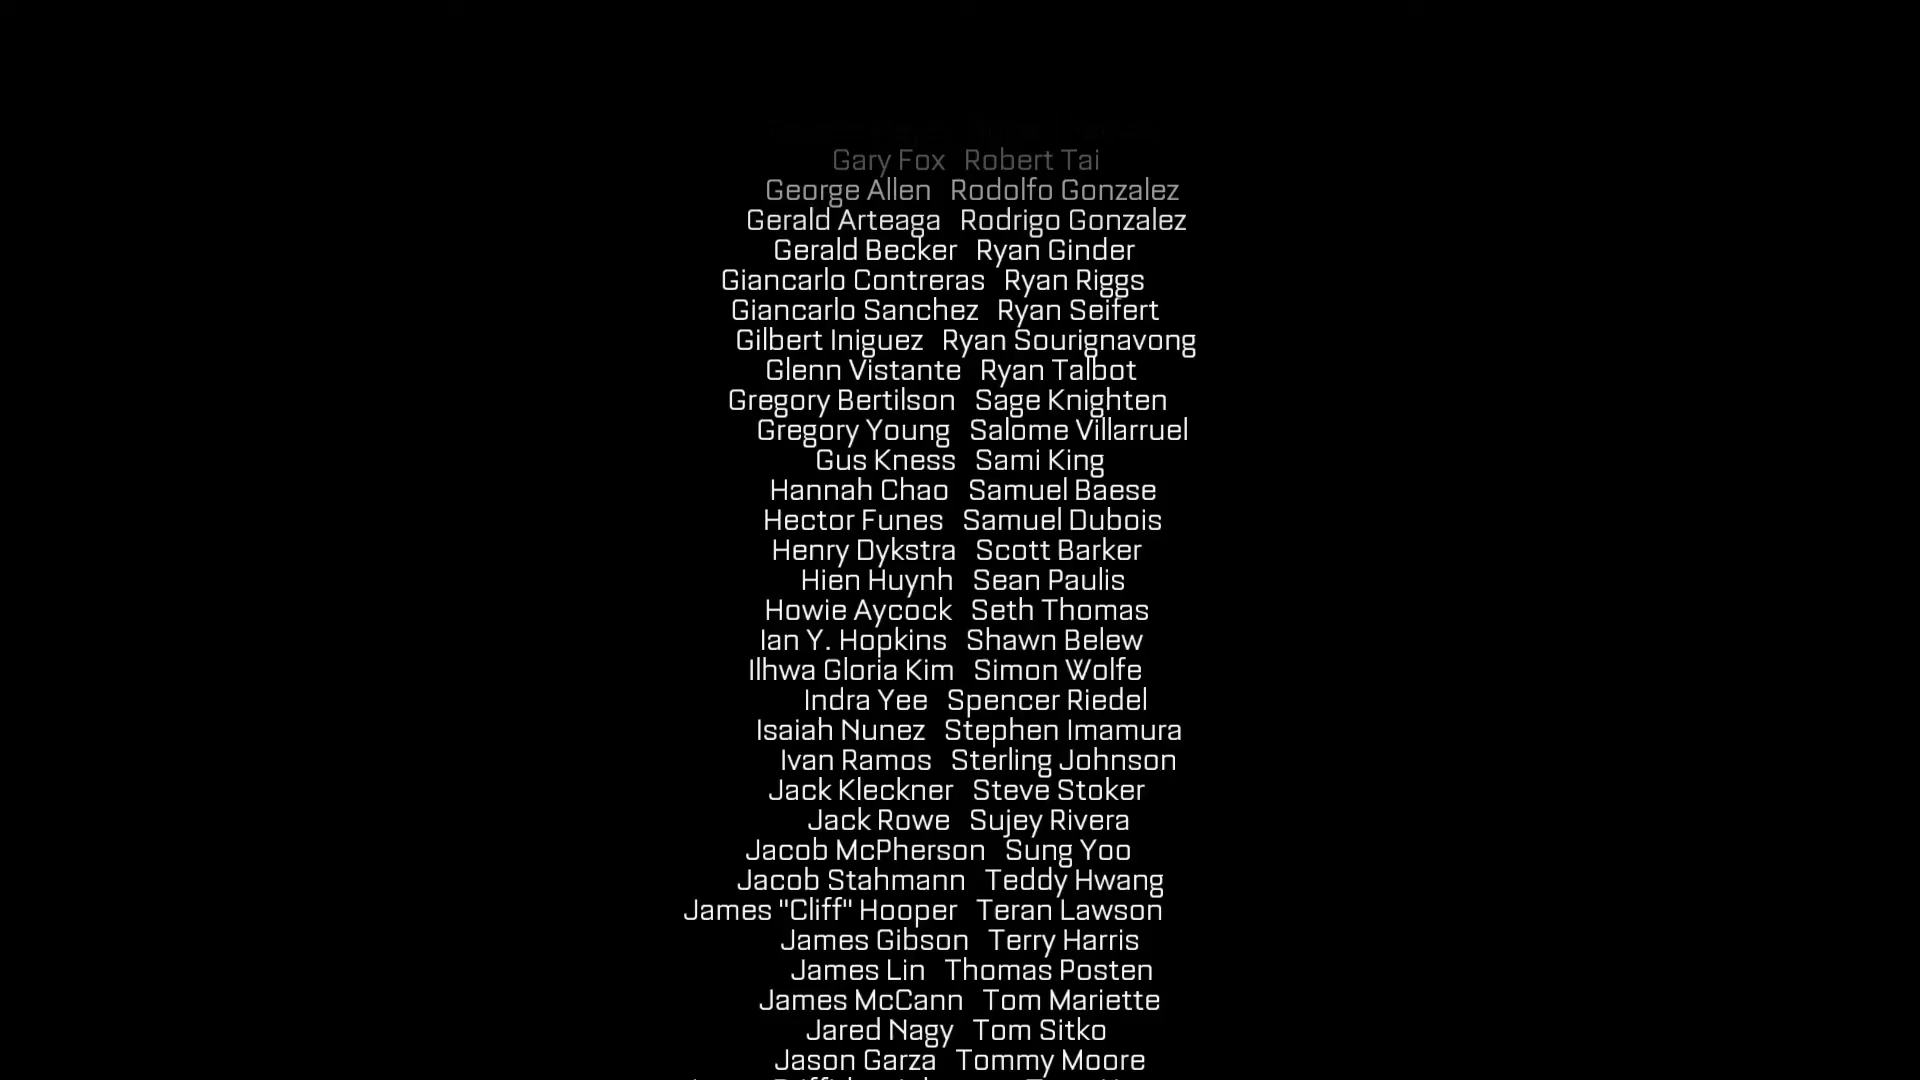 Gary Fox Robert Tai
George Allen Rodolfo Gonzalez
Gerald Arteaga Rodrigo Gonzalez
Gerald Becker Ryan Ginder
Giancarlo Contreras Ryan Riggs
Giancarlo Sanchez Ryan Seifert
Gilbert Iniguez Ryan Sourignavong
Glenn Vistante Ryan Talbot
Gregory Bertilson Sage Knighten
Gregory Young Salome Villarruel
Gus Kness Sami King
Hannah Chao Samuel Baese
Hector Funes Samuel Dubois
Henry Dykstra Scott Barker
Hien Huynh Sean Paulis
Howie Aycock Seth Thomas
Ian Y. Hopkins Shawn Belew
Ilhwa Gloria Kim Simon Wolfe
Indra Yee Spencer Riedel
Isaiah Nunez Stephen Imamura
Ivan Ramos Sterling Johnson
Jack Kleckner Steve Stoker
Jack Rowe Sujey Rivera
Jacob McPherson Sung Yoo
Jacob Stahmann Teddy Hwang
James "Cliff" Hooper Teran Lawson
James Gibson Terry Harris
James Lin Thomas Posten
James McCann Tom Mariette
Jared Nagy Tom Sitko
Jason Garza Tommy Moore